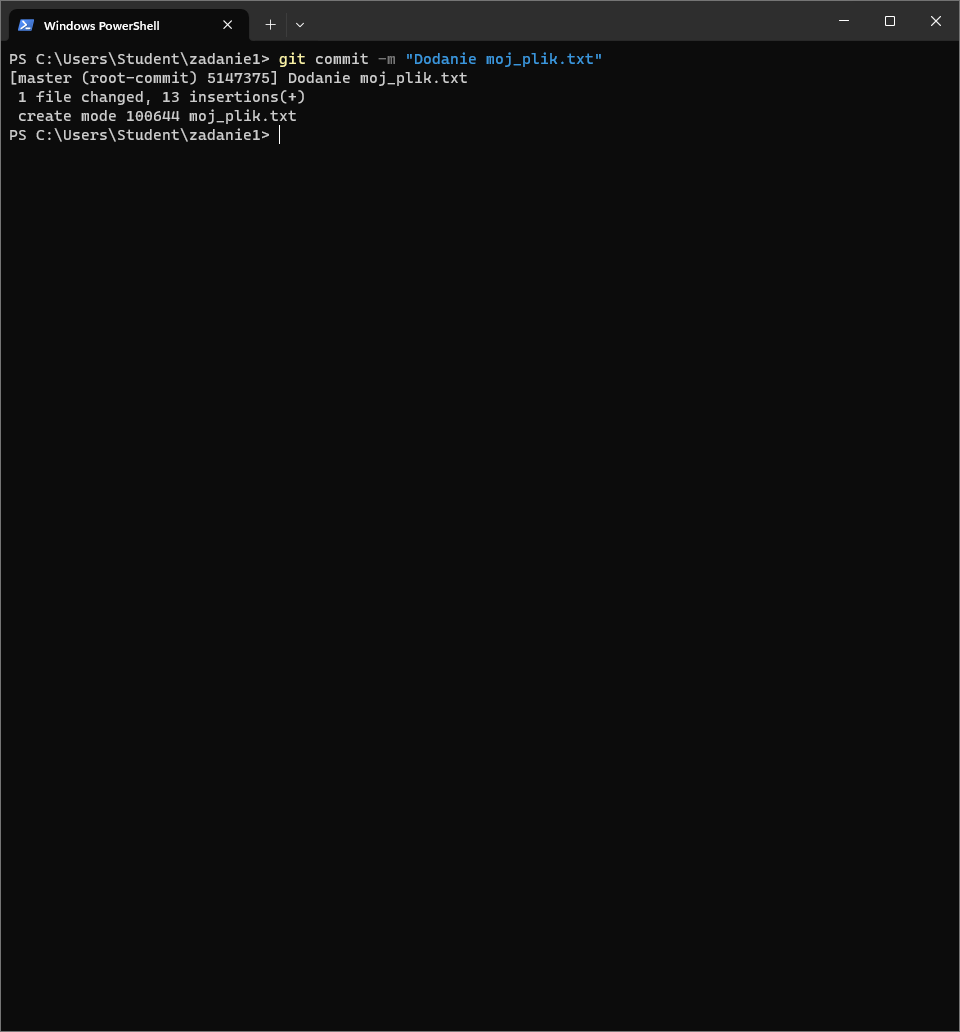 Windows PowerShell
PS C:\Users\Student\zadanie1> git commit -m "Dodanie moj_plik.txt"
[master (root-commit) 5147375] Dodanie moj_plik.txt
 1 file changed, 13 insertions(+)
 create mode 100644 moj_plik.txt
PS C:\Users\Student\zadanie1>